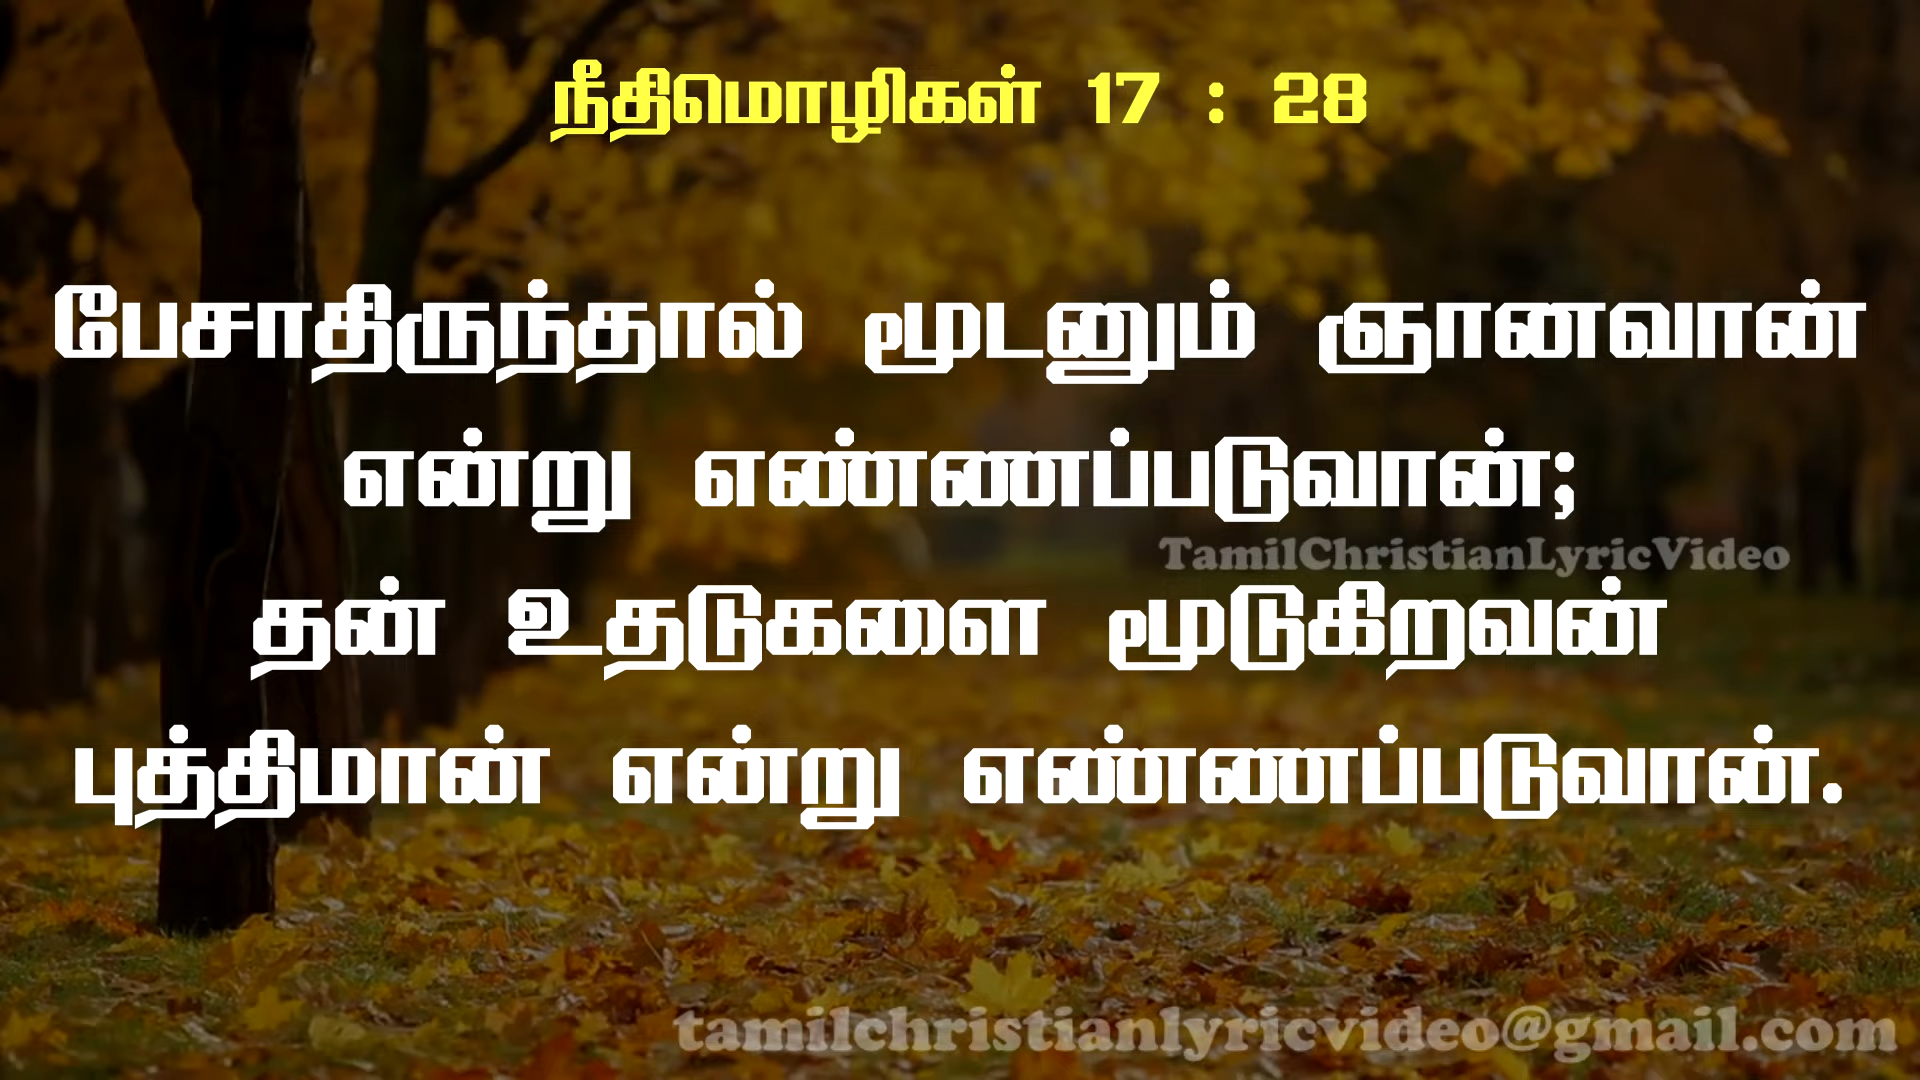 நீதிமொழிகள் 17 : 28
பேசாதிருந்தால் மூடனும் ஞானவான்
என்று எண்ணப்படுவான்;
TamilChristianLyricVideo
தன் உதடுகளை மூடுகிறவன்
புத்திமான் என்று எண்ணப்படுவான்.
tamilchristianlyricvideo@gmail.com